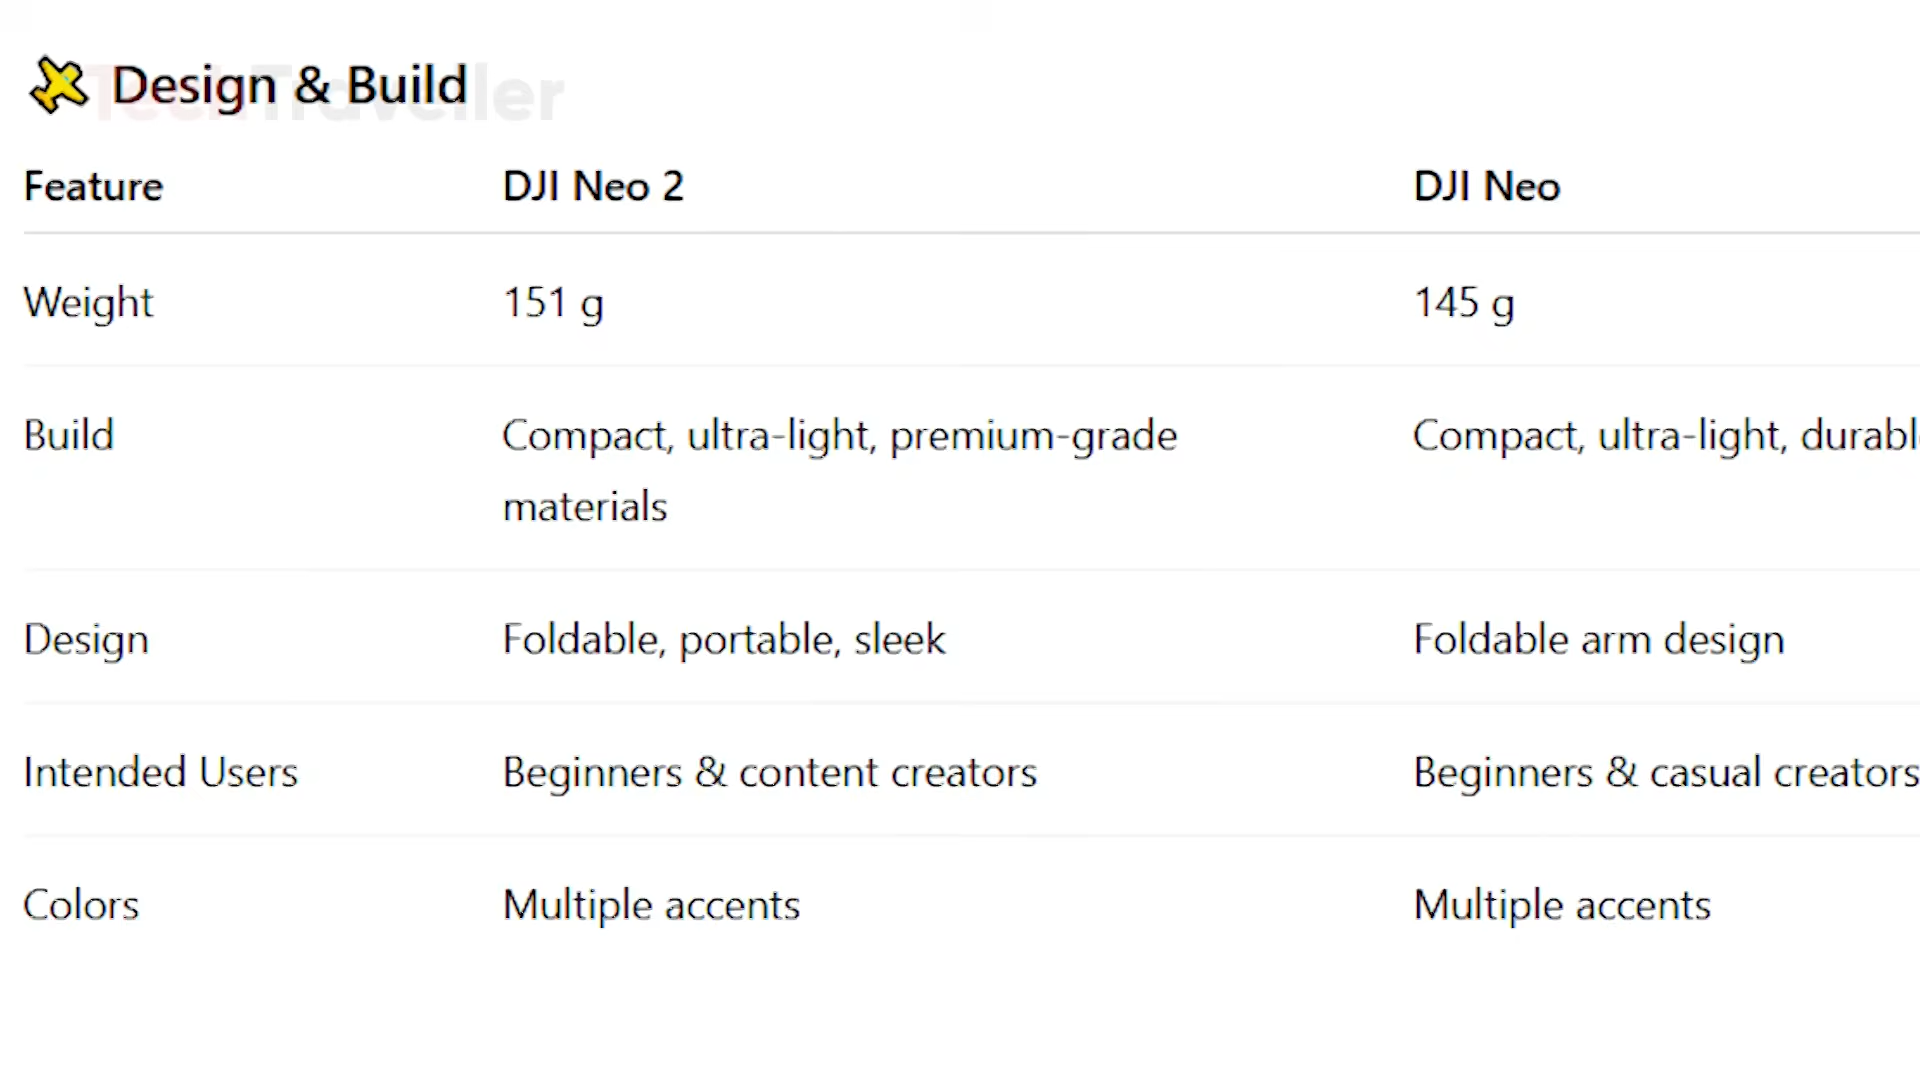 Tech Traveller
Design & Build
Feature DJI Neo 2 DJI Neo
Weight 151 g 145 g
Build Compact, ultra-light, premium-grade Compact, ultra-light,
materials
Design Foldable, portable, sleek Foldable arm design
Intended Users Beginners & content creators Beginners & casual creators
Colors Multiple accents Multiple accents